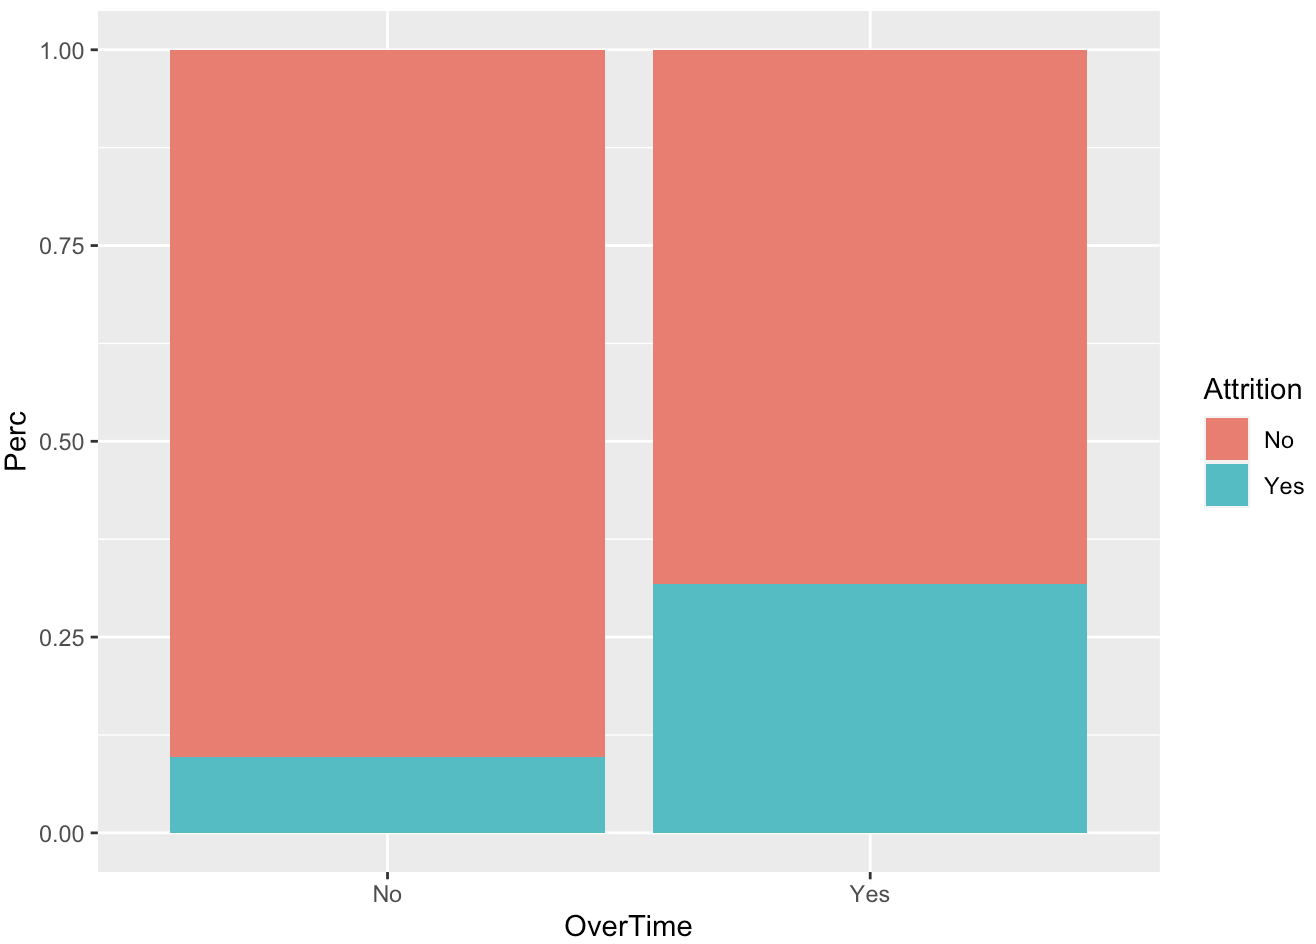 1.00
0.75
0.50
0.25
0.00
Perc
No
Yes
OverTime
Attrition
No
Yes